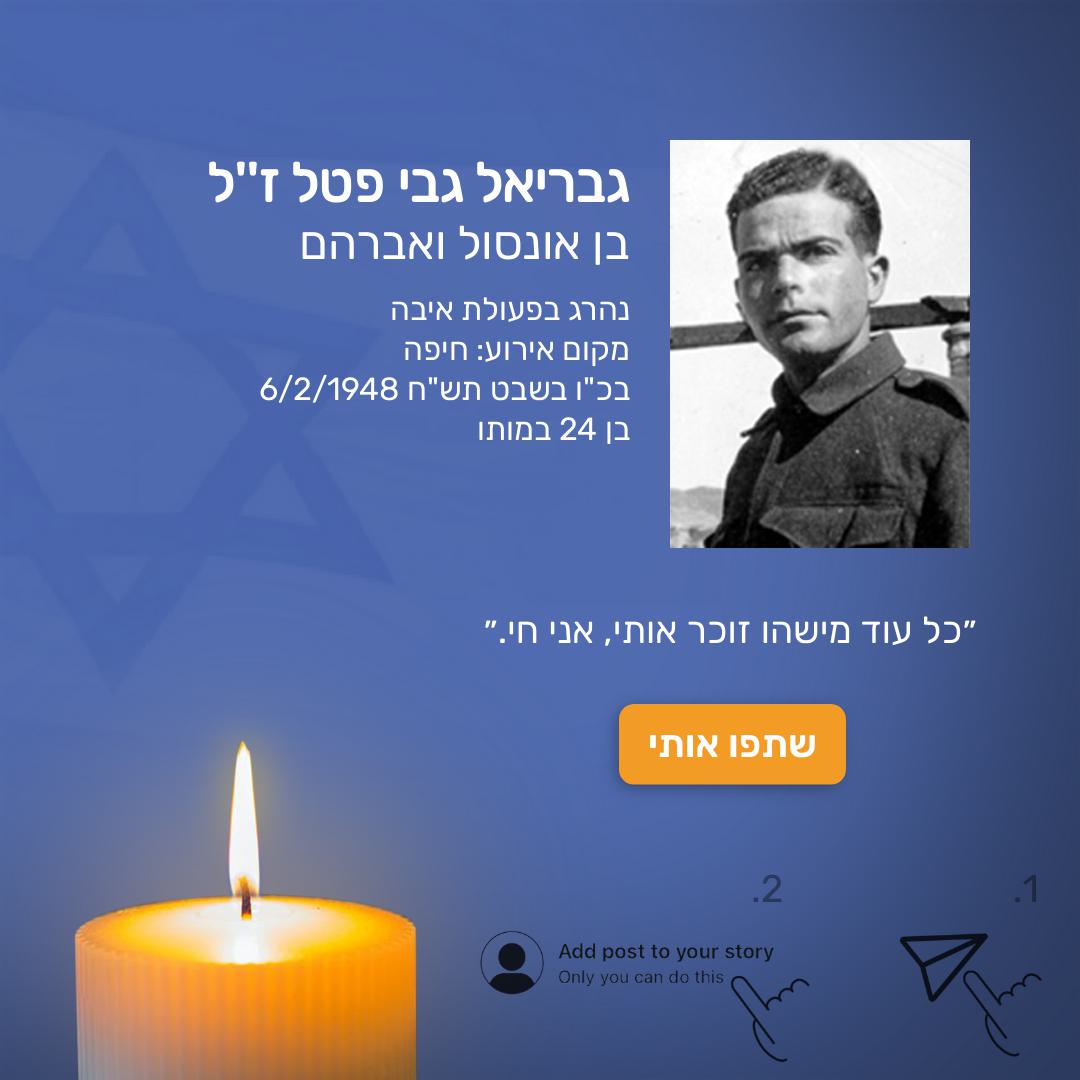 גבריאל גבי פטל ז"ל
בן אונסול ואברהם
נהרג בפעולת איבה
מקום אירוע: חיפה
בכ"ו בשבט תש"ח 6/2/1948
בן 24 במותו
״כל עוד מישהו זוכר אותי, אני חי.״
שתפו אותי
.1
.2
Add post to your story
Only you can do this